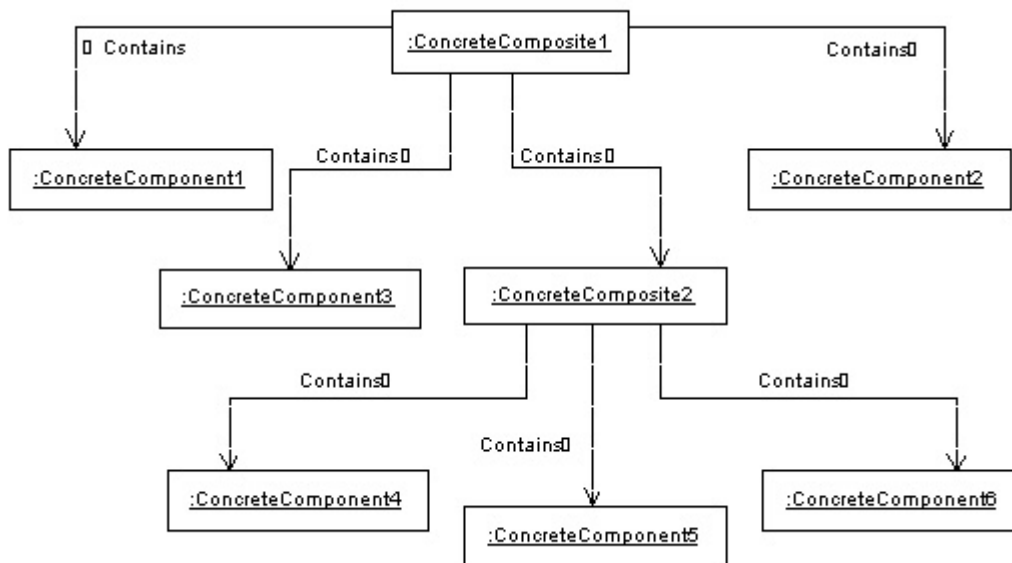 :ConcreteComposite1
▯ Contains
Contains▯
Contains▯
Contains▯
:ConcreteComponent1
:ConcreteComponent2
:ConcreteComponent3
:ConcreteComposite2
Contains▯
Contains▯
Contains▯
:ConcreteComponent4
:ConcreteComponent5
:ConcreteComponent6